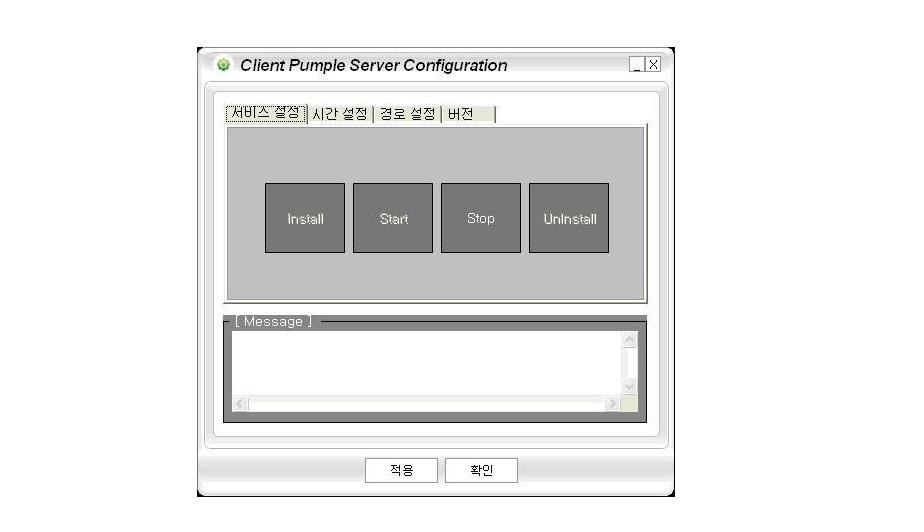 Client Pumple Server Configuration
서비스 설정 시간 설정 경로 설정 버전
Install Start Stop UnInstall
[ Message ]
적용 확인